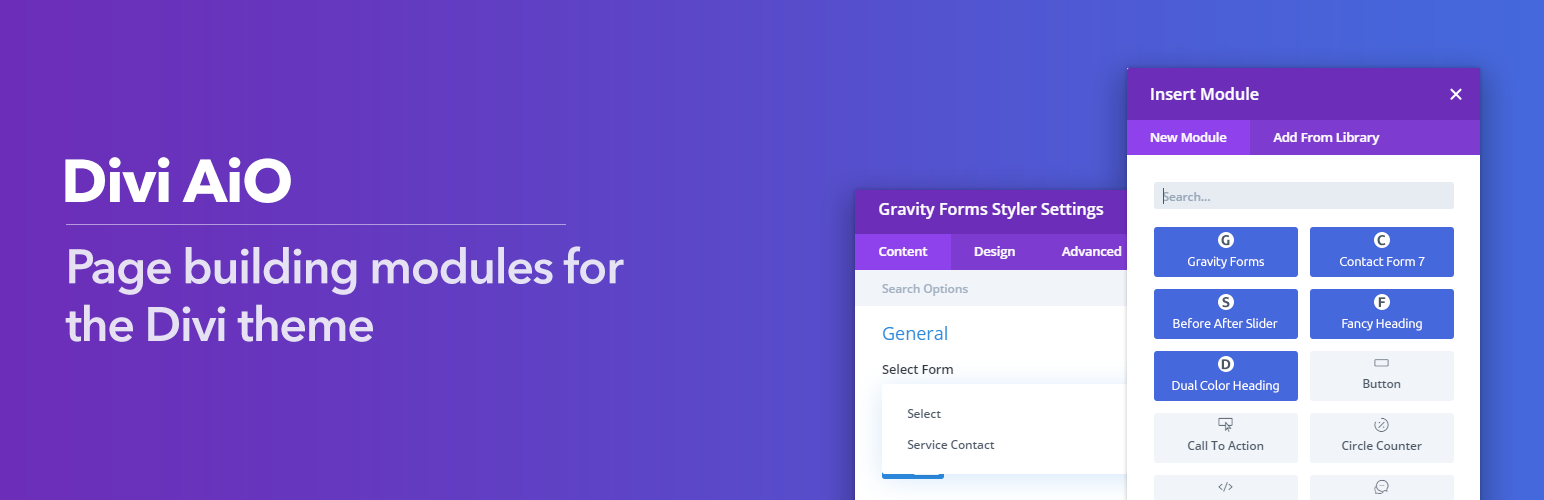 Divi AiO
Page building modules for
the Divi theme
Gravity Forms Styler Settings
Content Design Advanced
Search Options
General
Select Form
Select
Service Contact
Insert Module
New Module Add From Library
Search...
G C
Gravity Forms Contact Form 7
S F
Before After Slider Fancy Heading
D
Dual Color Heading Button
Call To Action Circle Counter